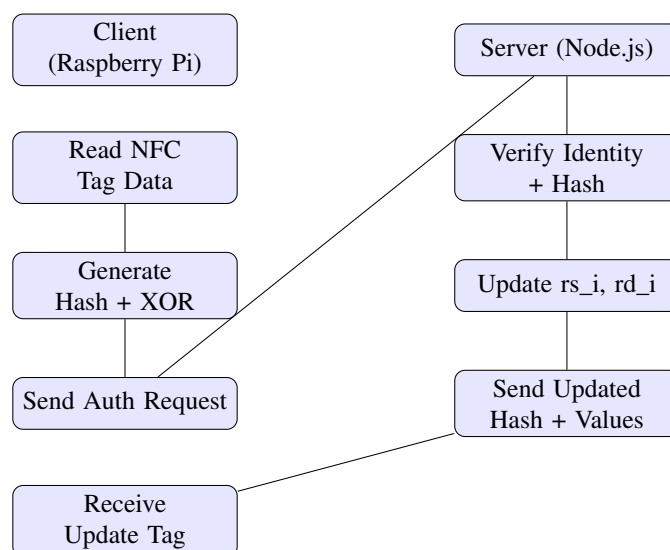 Client
(Raspberry Pi)
Read NFC
Tag Data
Generate
Hash + XOR
Send Auth Request
Receive
Update Tag
Server (Node.js)
Verify Identity
+ Hash
Update rs_i, rd_i
Send Updated
Hash + Values